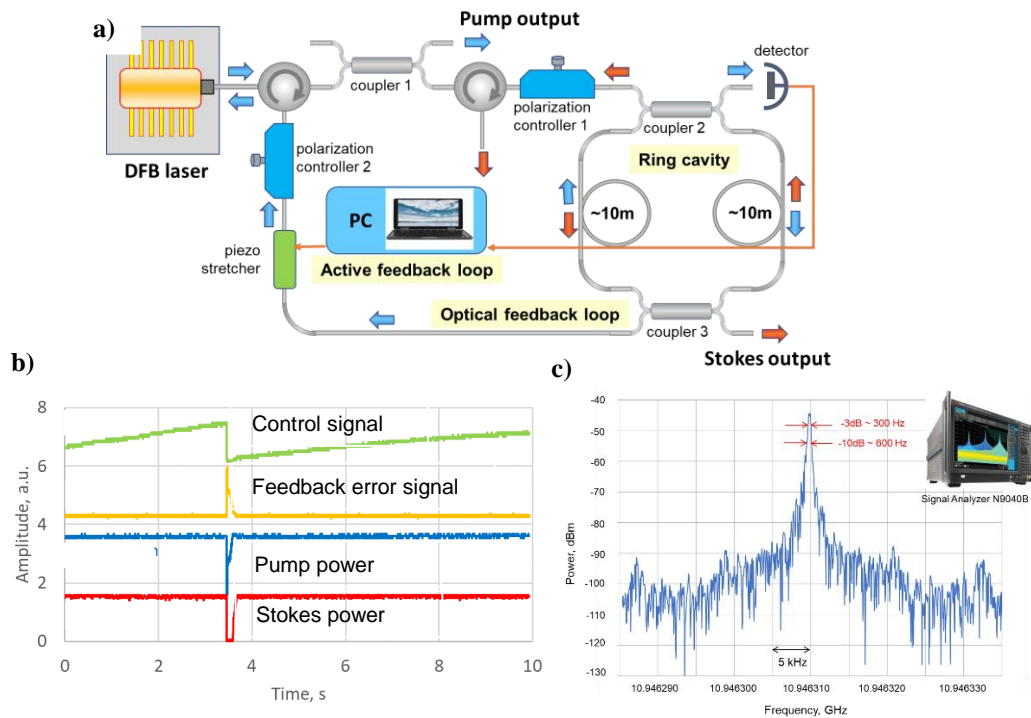 a)
Pump output
detector
coupler 1
polarization
controller 1
coupler 2
Ring cavity
DFB laser
polarization
controller 2
PC
~10m
~10m
piezo
stretcher
Active feedback loop
Optical feedback loop
coupler 3
Stokes output
b)
Amplitude, a.u.
8
6
4
2
0
Control signal
Feedback error signal
Pump power
Stokes power
0
2
4
6
8
10
Time, s
c)
Power, dBm
-40
-50
-60
-70
-80
-90
-100
-110
-120
-130
-3dB ~ 300 Hz
-10dB ~ 600 Hz
Signal Analyzer N9040B
5 kHz
10.946290
10.946300
10.946310
10.946320
10.946330
Frequency, GHz